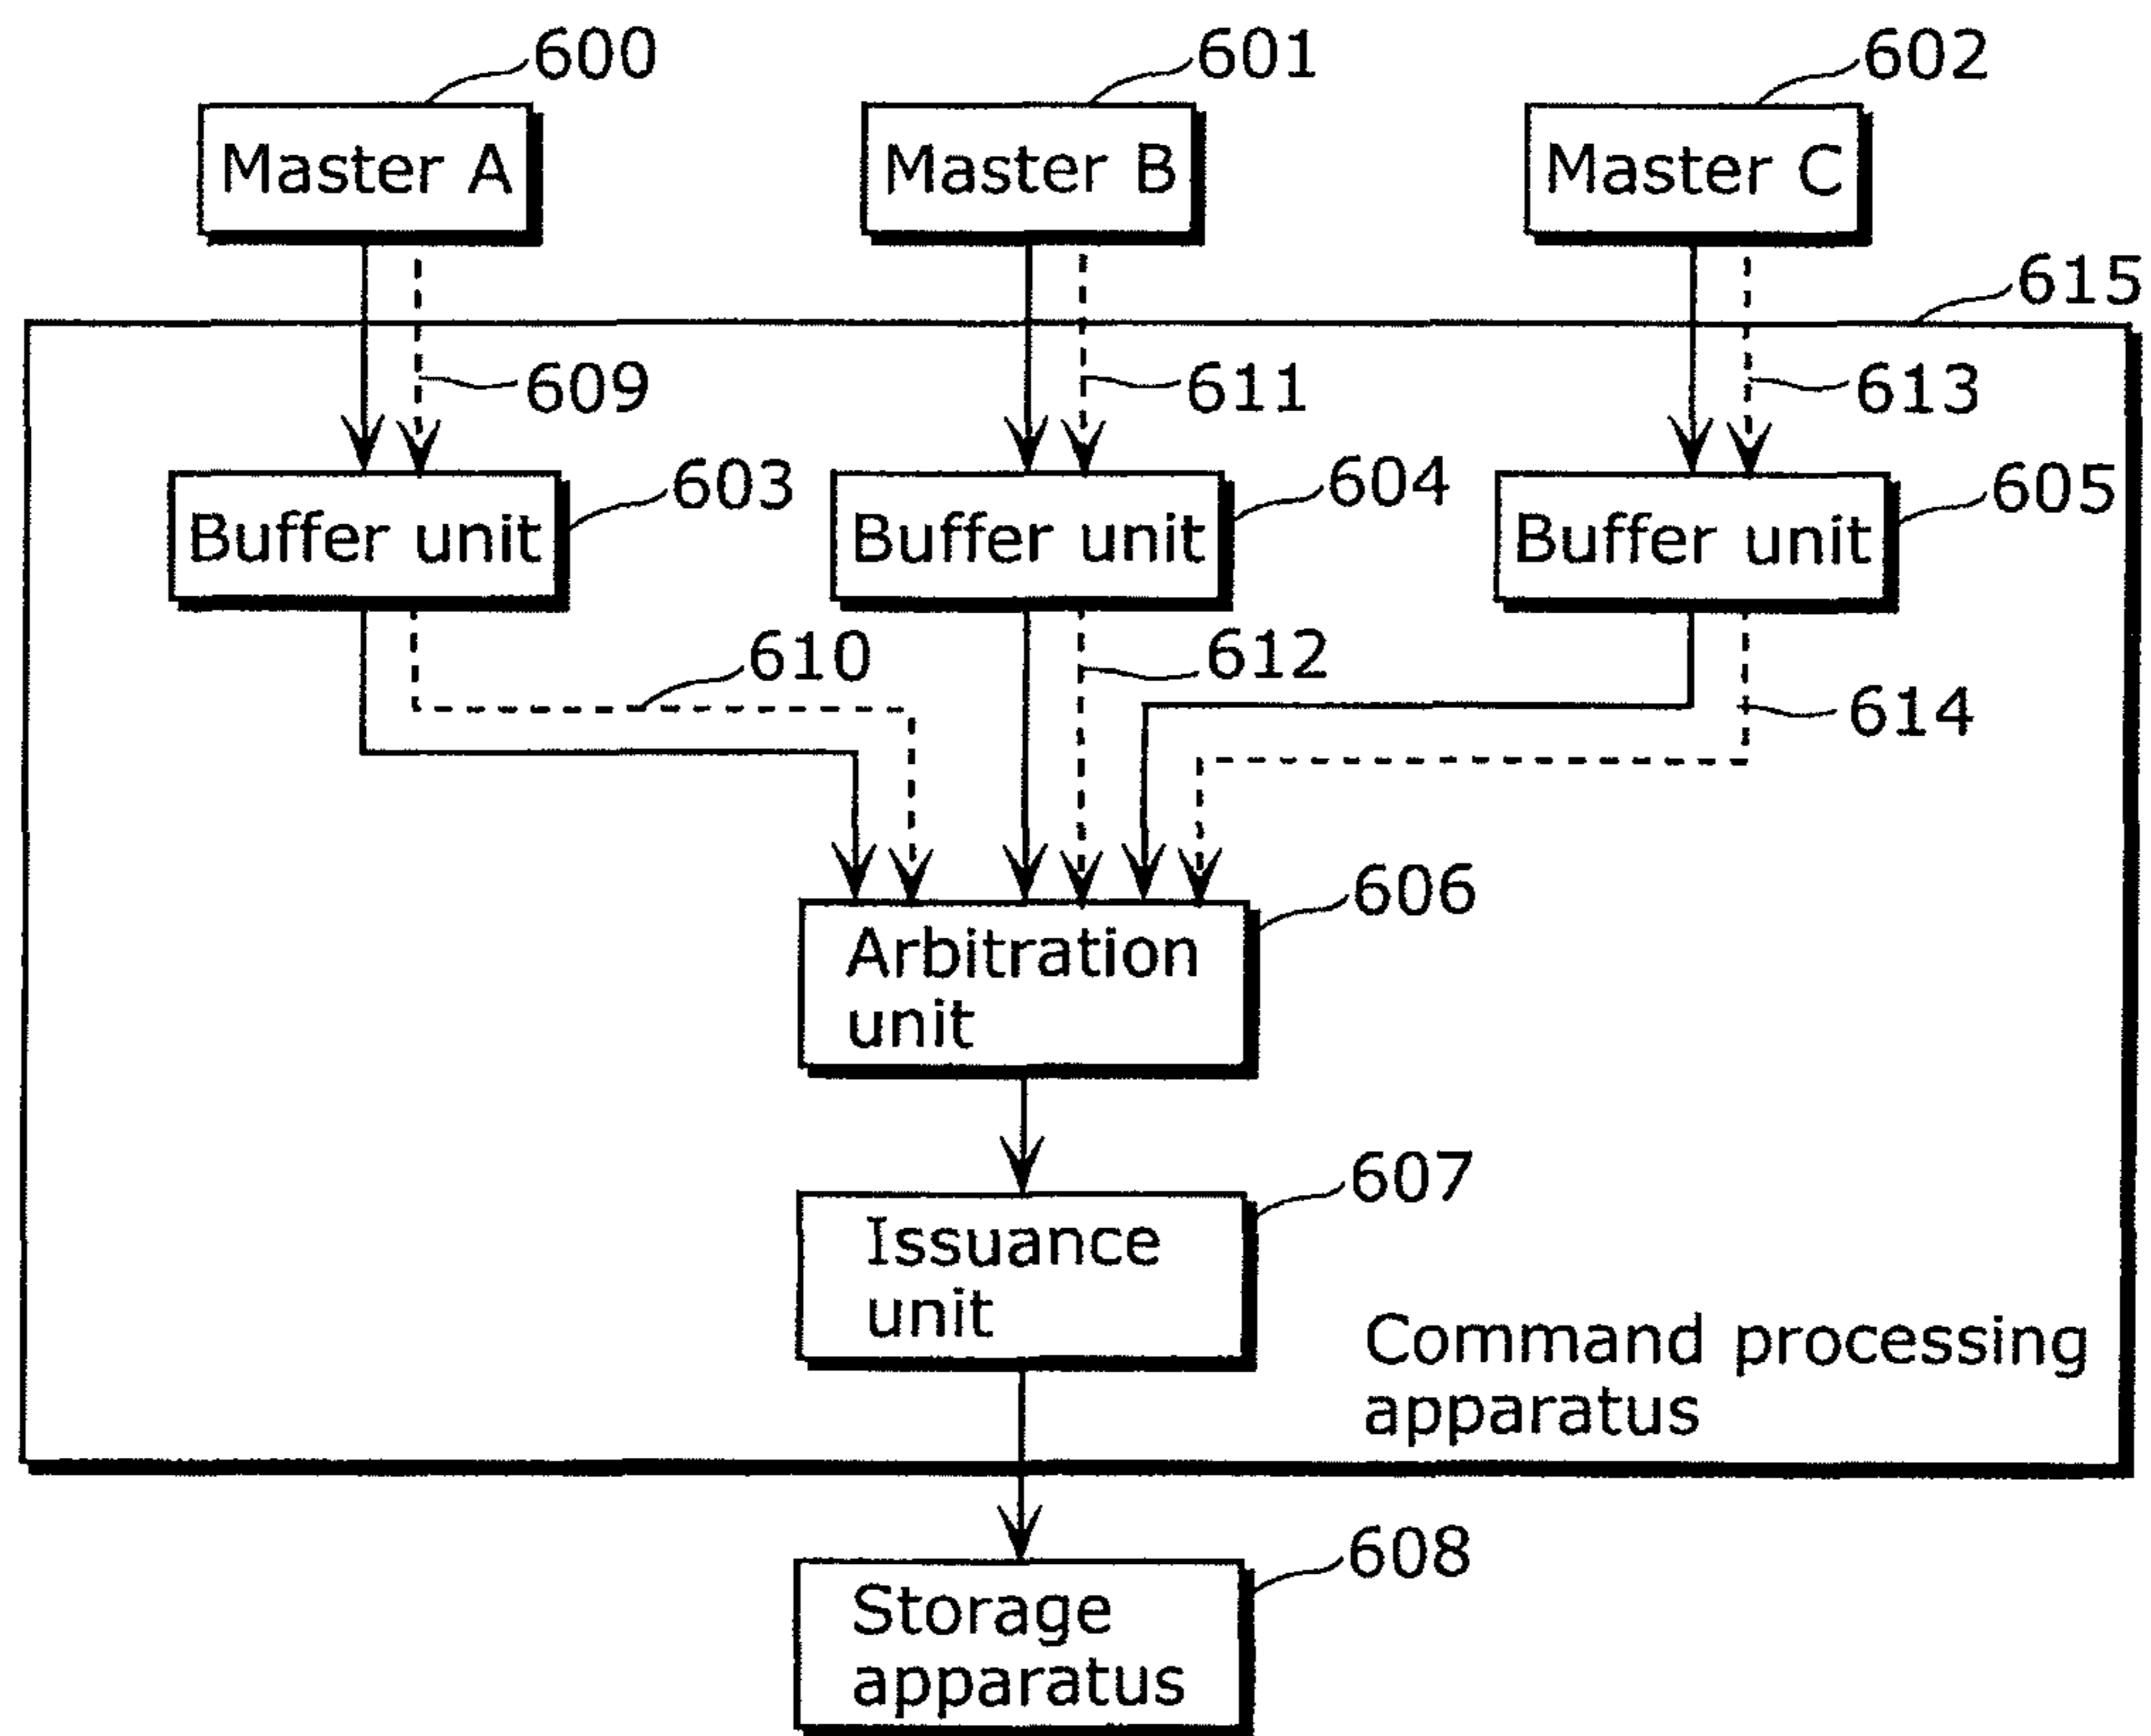 600
601
602
Master A
Master B
Master C
615
609
611
613
603
604
605
Buffer unit
Buffer unit
Buffer unit
610
612
614
606
Arbitration
unit
607
Issuance
unit
Command processing
apparatus
608
Storage
apparatus